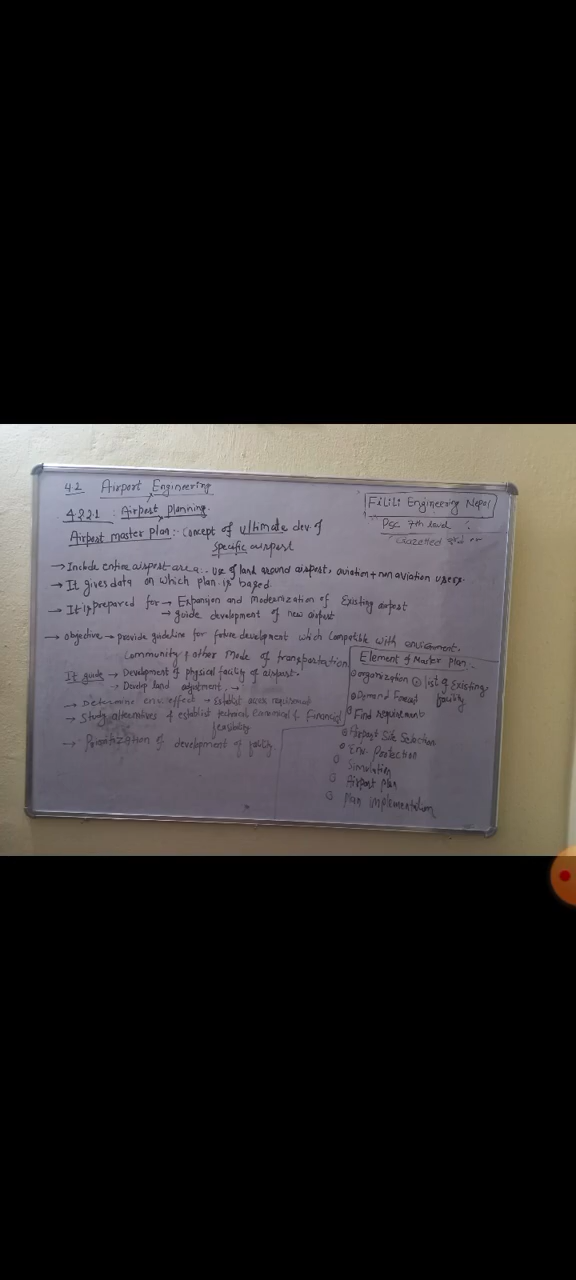 4.2 Airport Engineering
Filili Engineering Nepal
PSC 7th level
Gazetted
4.2.2.1 : Airport planning.
Airport master plan:- Concept of ultimate dev. of
specific airport
→ Include entire airport area.. use of land around airport, aviation + non aviation users.
→ It gives data on which plan is based.
→ It is prepared for → Expansion and Modernization of Existing airport
→ guide development of new airport
→ objective → provide guideline for future development which compatible with environment.
Community & other Mode of transportation
It guide → Development of physical facility of airport.
→ Develop land adjustment. →
→ Determine env. effect → Establish access requirement
→ Study alternatives & establish technical, Economical & Financial
feasibility
→ Prioritization of development of facility.
Element of Master plan.
organization list of Existing
facility
Demand Forecast
Find requirement
Airport Site Selection
Env. protection
Simulation
Airport plan
plan implementation